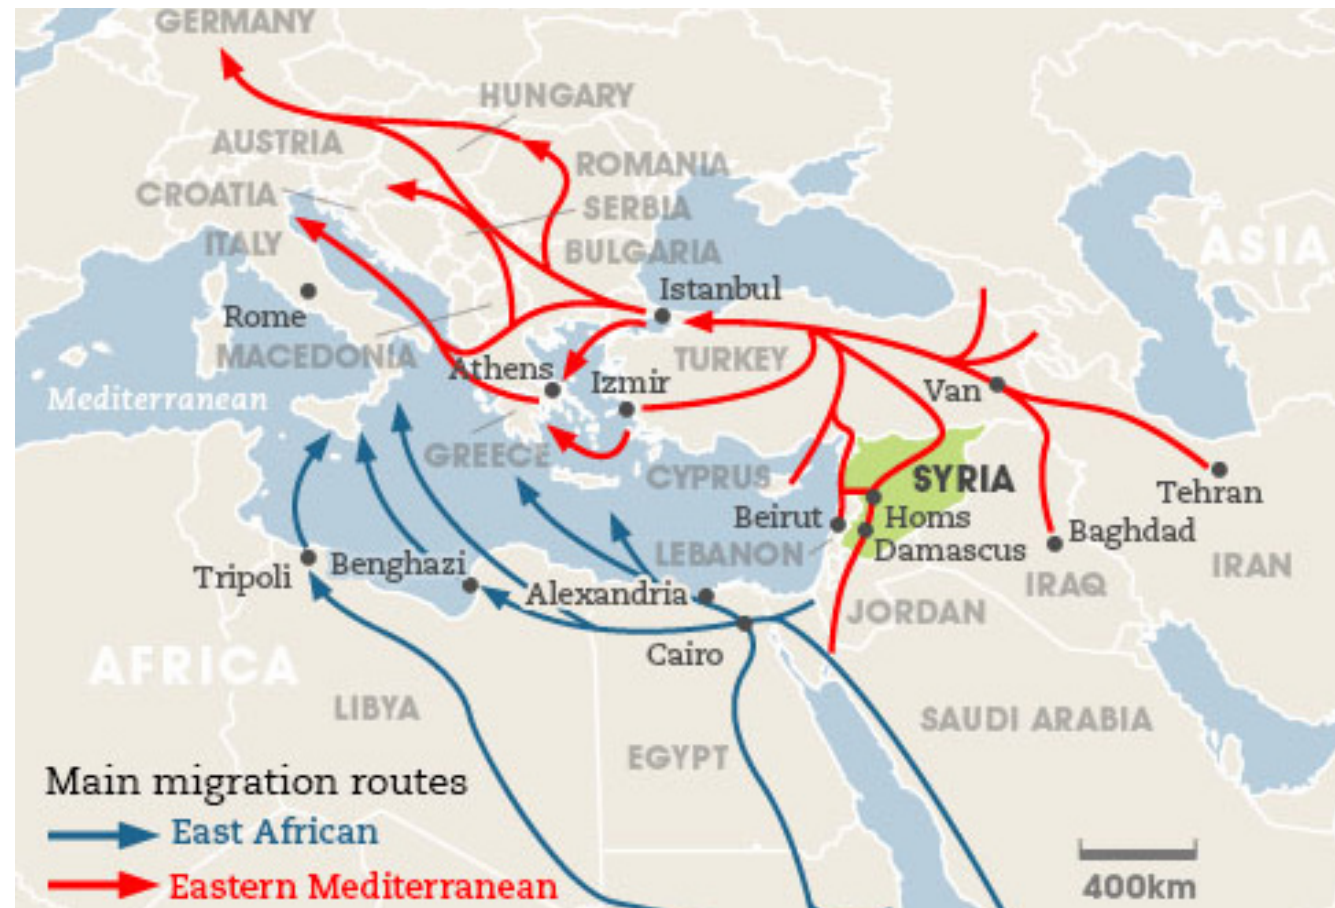 GERMANY
HUNGARY
AUSTRIA
ROMANIA
CROATIA
SERBIA
ITALY
BULGARIA
ASIA
Istanbul
Rome
MACEDONIA
Athens
Izmir
TURKEY
Van
Mediterranean
GREECE
CYPRUS
SYRIA
Tehran
Beirut
Homs
Baghdad
LEBANON
Damascus
Tripoli
Benghazi
Alexandria
IRAQ
IRAN
JORDAN
Cairo
AFRICA
LIBYA
SAUDI ARABIA
EGYPT
Main migration routes
East African
Eastern Mediterranean
400km